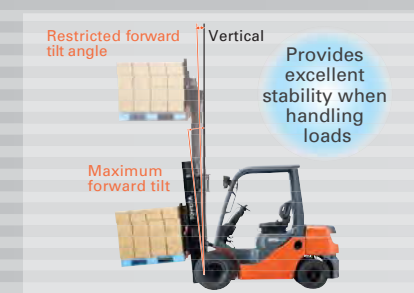 Restricted forward
tilt angle
Vertical
Provides
excellent
stability when
handling
loads
Maximum
forward tilt